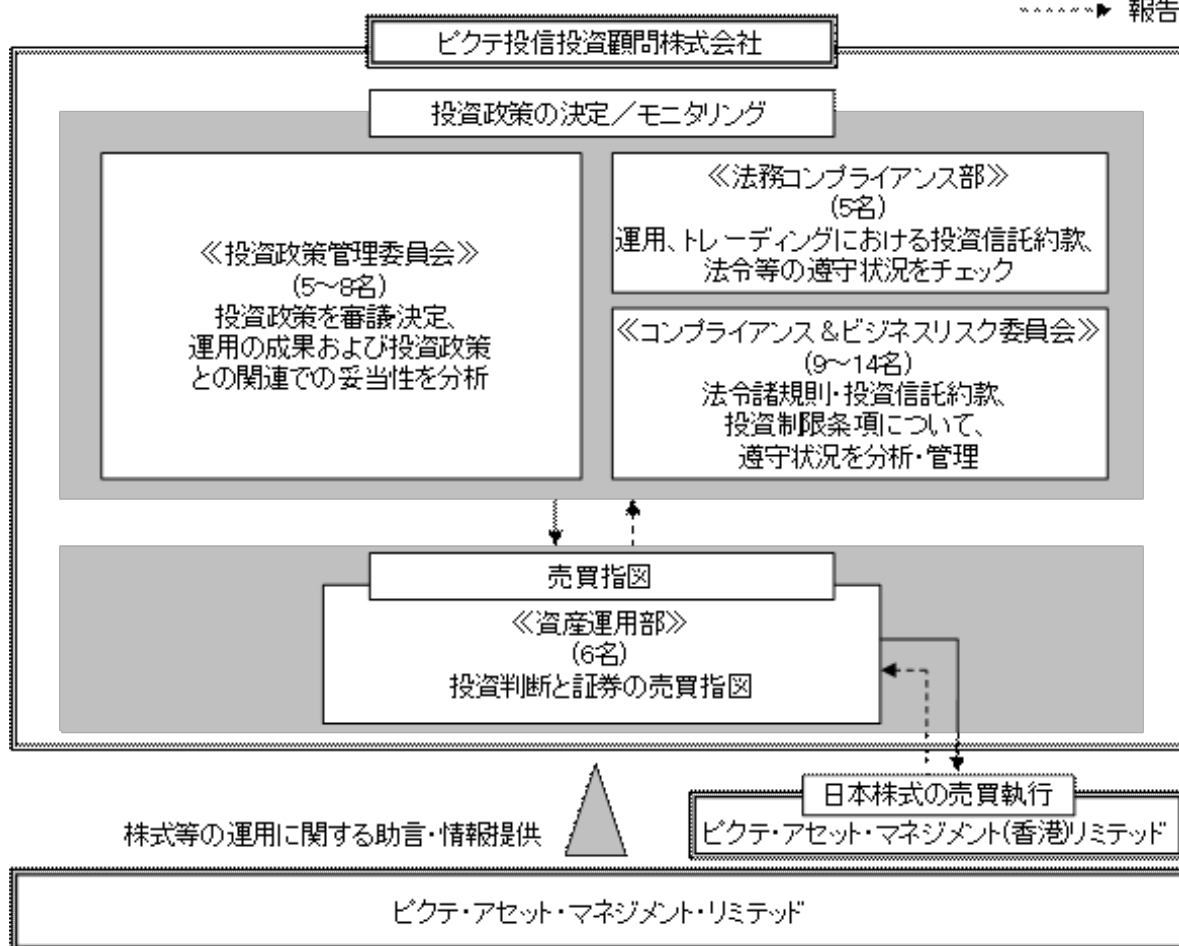 報告
ピクテ投信投資顧問株式会社
投資政策の決定／モニタリング
≪投資政策管理委員会≫
(5～8名)
投資政策を審議・決定、
運用の成果および投資政策
との関連での妥当性を分析
≪法務コンプライアンス部≫
(5名)
運用、トレーディングにおける投資信託約款、
法令等の遵守状況をチェック
≪コンプライアンス＆ビジネスリスク委員会≫
(9～14名)
法令諸規則・投資信託約款、
投資制限条項について、
遵守状況を分析・管理
売買指図
≪資産運用部≫
(6名)
投資判断と証券の売買指図
日本株式の売買執行
ピクテ・アセット・マネジメント(香港)リミテッド
株式等の運用に関する助言・情報提供
ピクテ・アセット・マネジメント・リミテッド